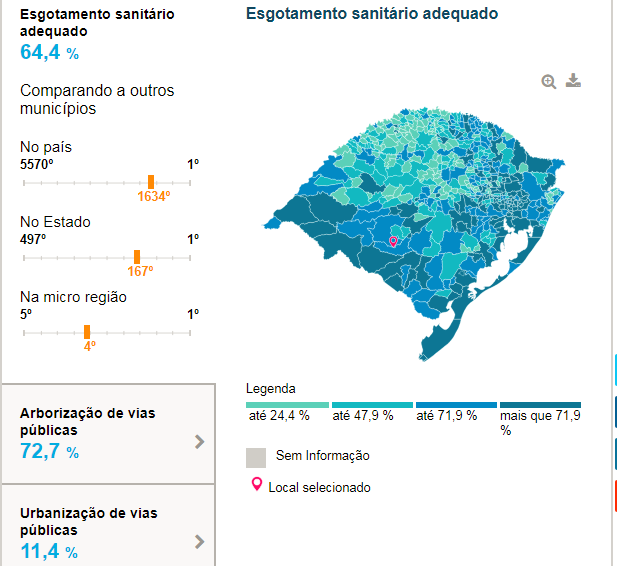 Esgotamento sanitário
adequado
64,4 %
Comparando a outros
municípios
No país
5570º 1º
1634º
No Estado
497º 1º
167º
Na micro região
5º 1º
4º
Arborização de vias
públicas
72,7 %
Urbanização de vias
públicas
11,4 %
Esgotamento sanitário adequado
Legenda
até 24,4 % até 47,9 % até 71,9 % mais que 71,9
%
Sem Informação
Local selecionado